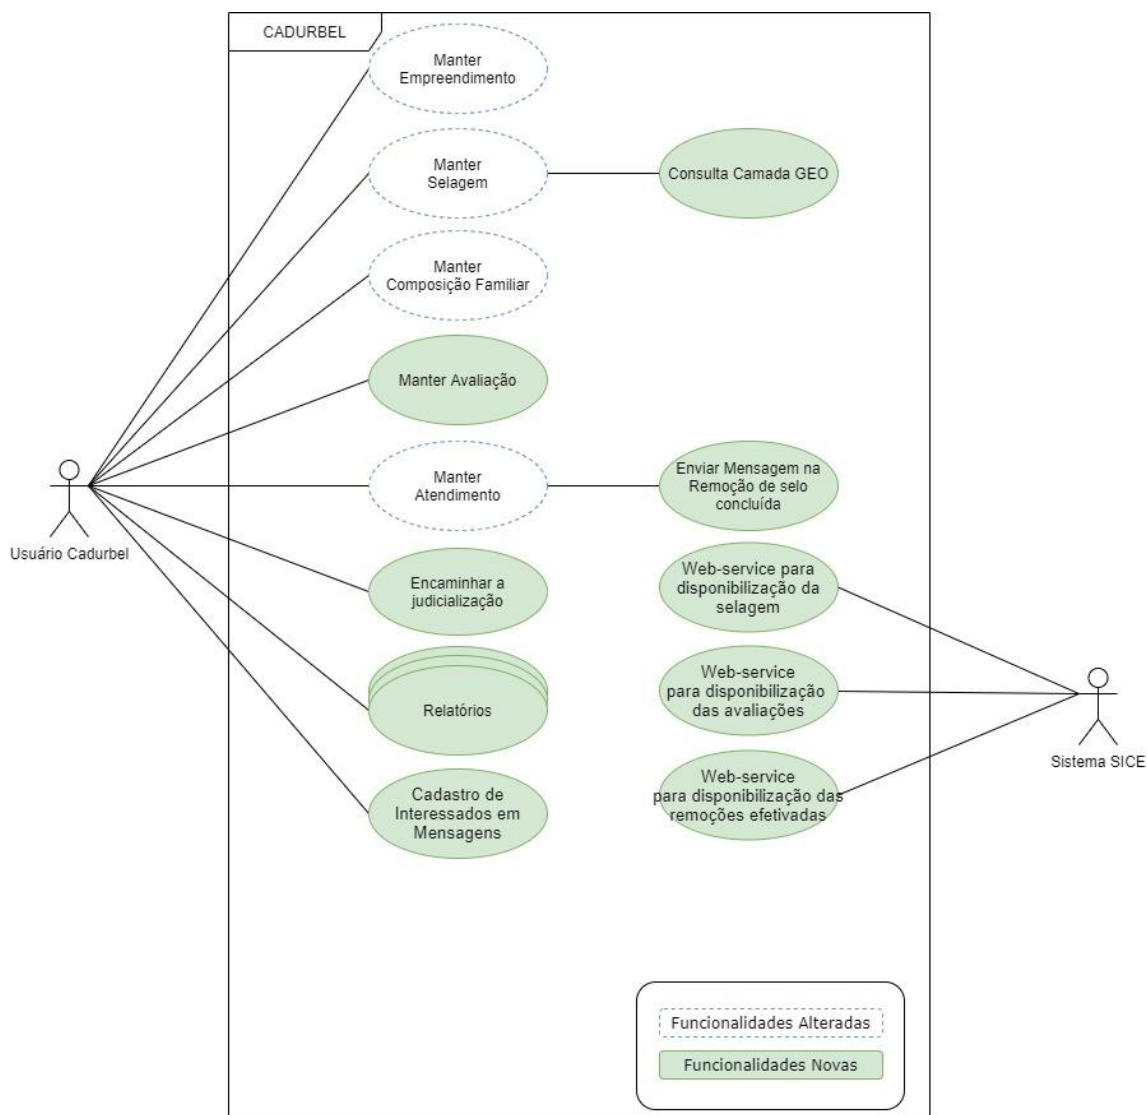 CADURBEL
Manter
Empreendimento
Manter
Selagem
Consulta Camada GEO
Manter
Composição Familiar
Manter Avaliação
Manter
Atendimento
Enviar Mensagem na
Remoção de selo
concluída
Usuário Cadurbel
Encaminhar a
judicialização
Web-service para
disponibilização da
selagem
Relatórios
Web-service
para disponibilização
das avaliações
Sistema SICE
Cadastro de
Interessados em
Mensagens
Web-service
para disponibilização das
remoções efetivadas
Funcionalidades Alteradas
Funcionalidades Novas